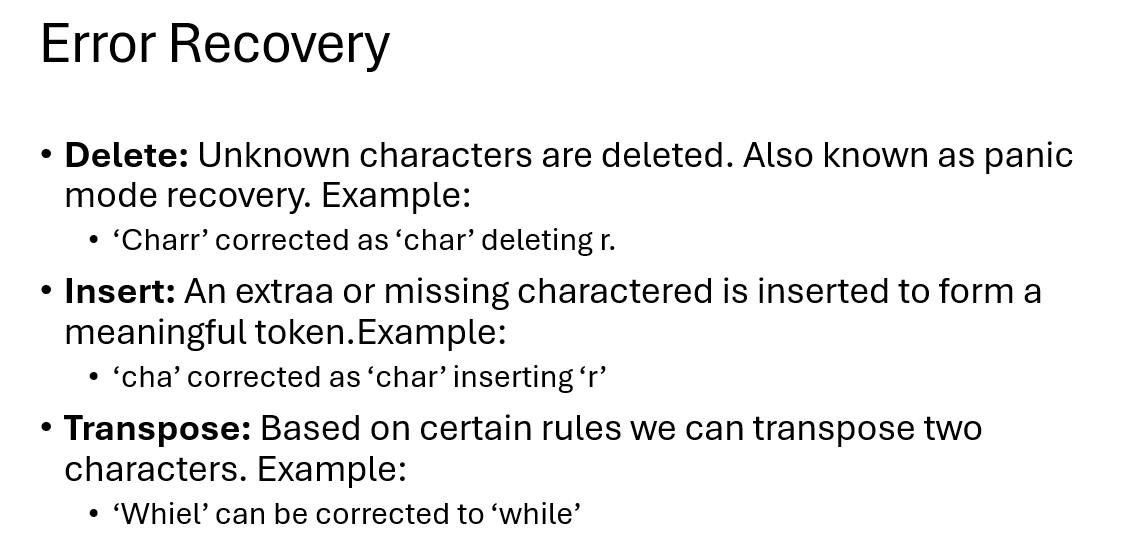 Error Recovery
• Delete: Unknown characters are deleted. Also known as panic
mode recovery. Example:
• ‘Charr’ corrected as ‘char’ deleting r.
• Insert: An extraa or missing charactered is inserted to form a
meaningful token.Example:
• ‘cha’ corrected as ‘char’ inserting ‘r’
• Transpose: Based on certain rules we can transpose two
characters. Example:
• ‘Whiel’ can be corrected to ‘while’